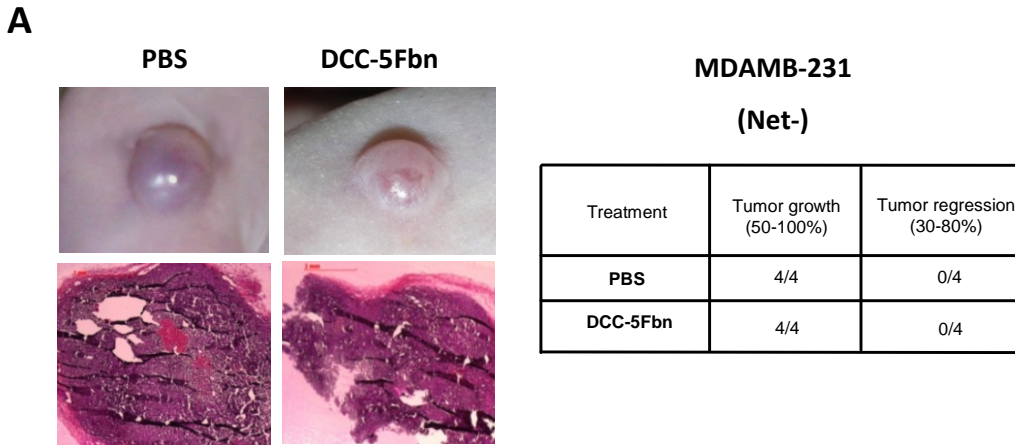 A
PBS
DCC-5Fbn
MDAMB-231
(Net-)
Treatment
Tumor growth
(50-100%)
Tumor regression
(30-80%)
PBS
4/4
0/4
DCC-5Fbn
4/4
0/4